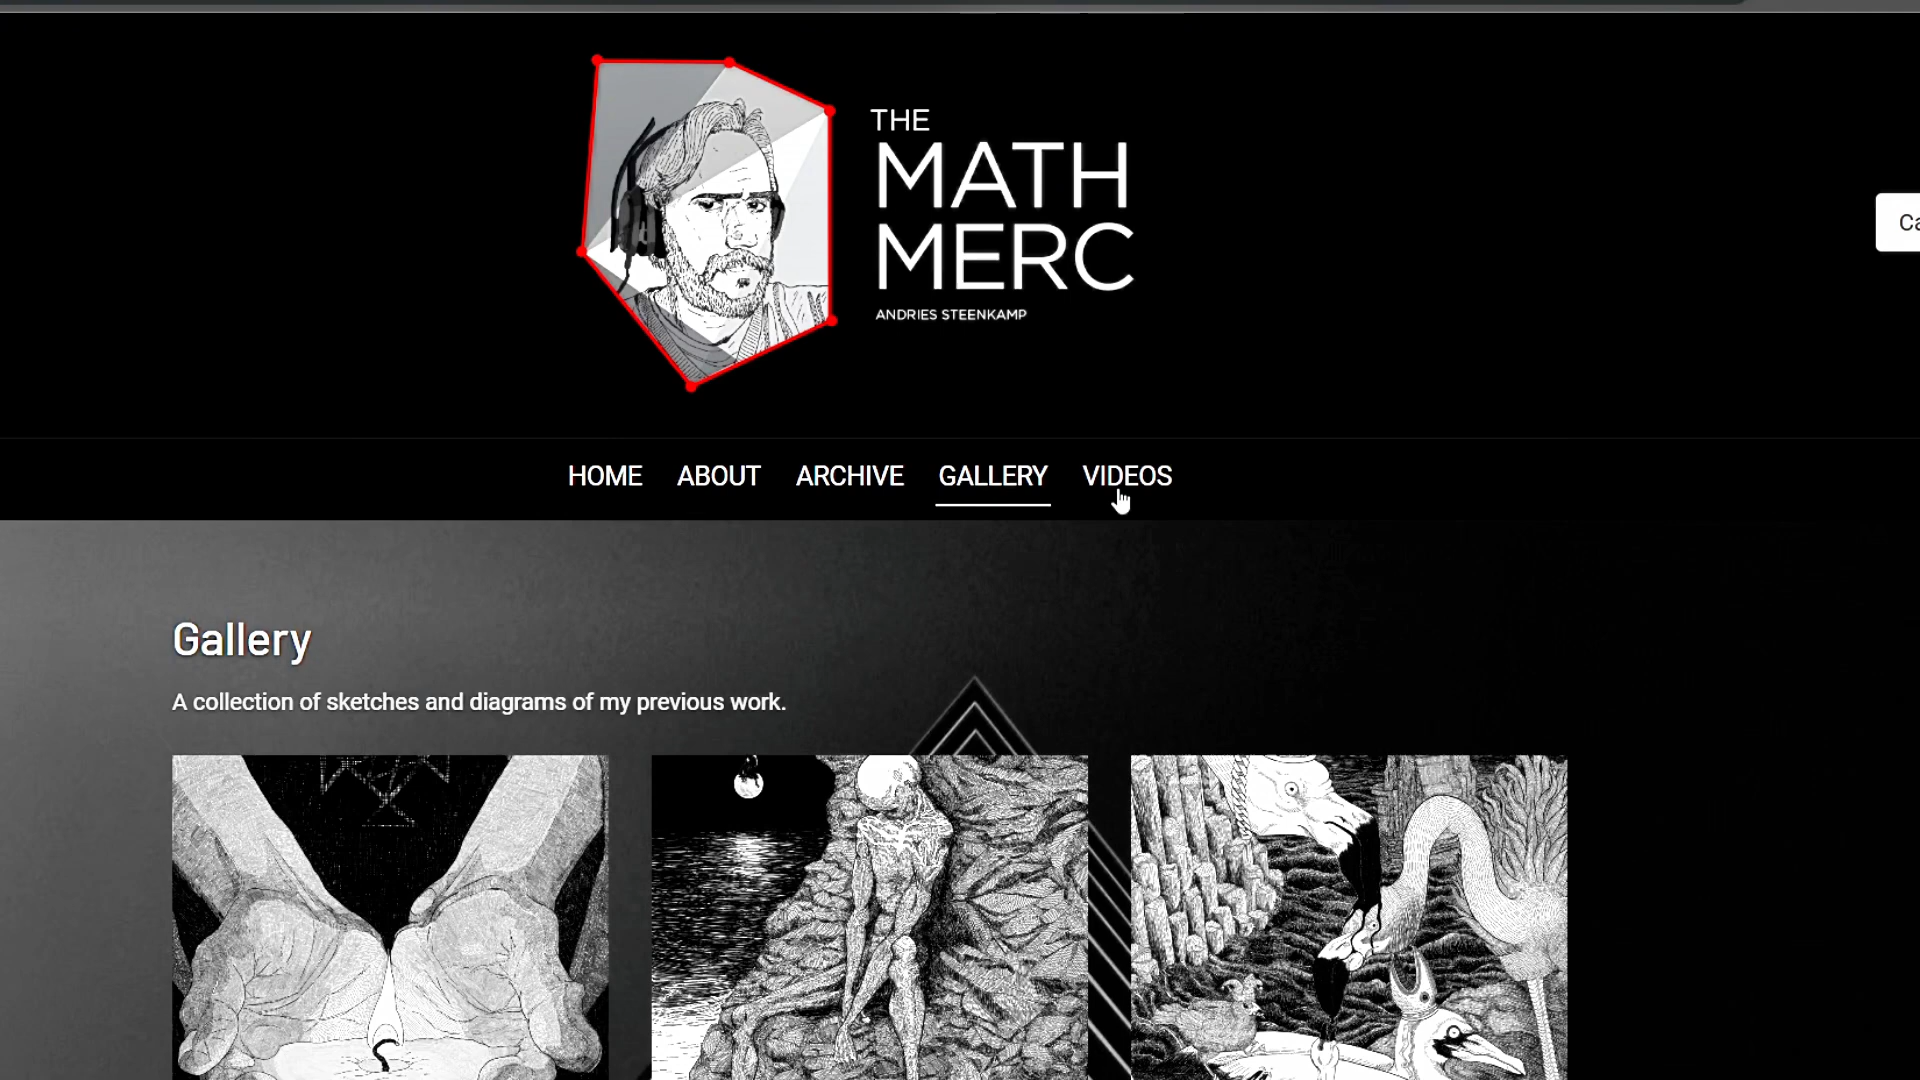 THE
MATH
MERC
ANDRIES STEENKAMP
Ca
HOME ABOUT ARCHIVE GALLERY VIDEOS
Gallery
A collection of sketches and diagrams of my previous work.